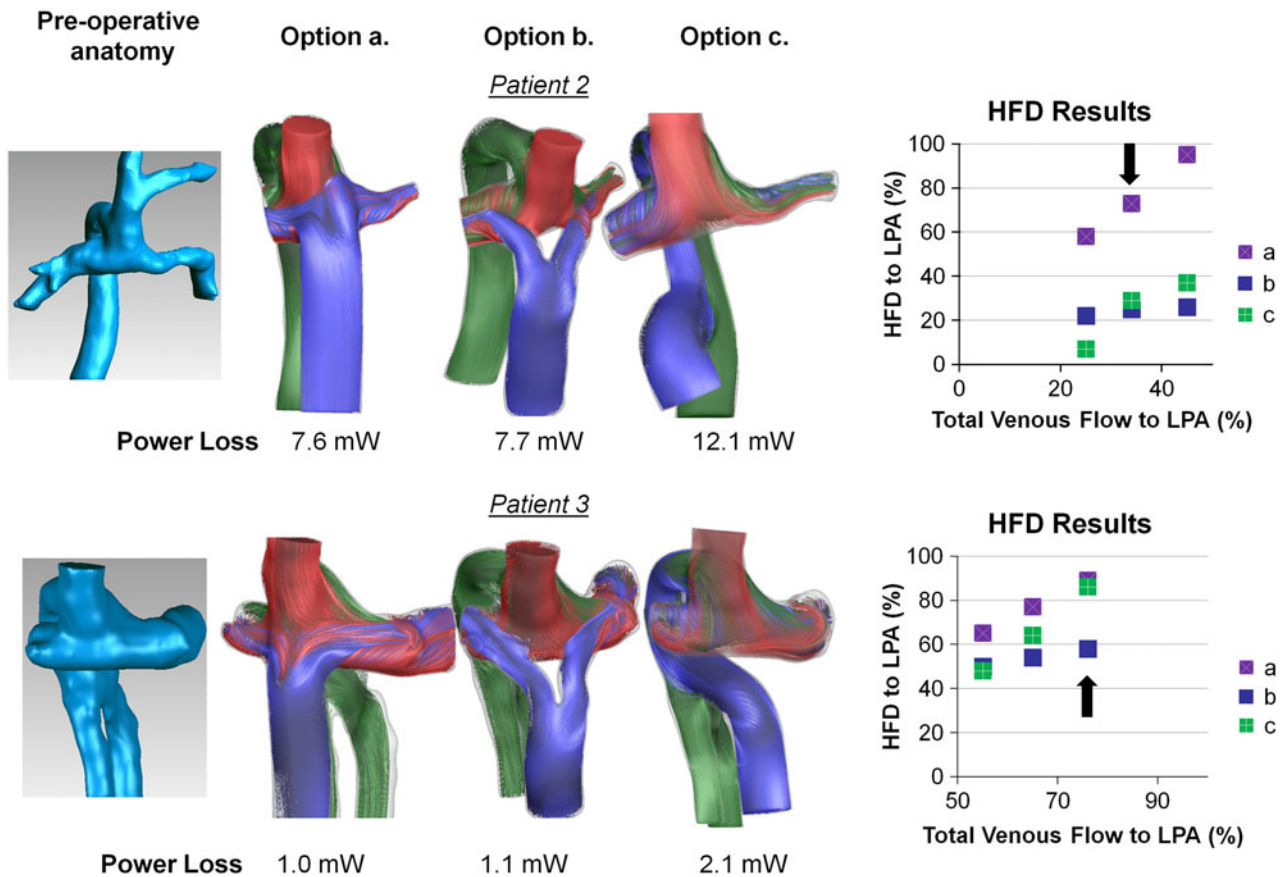 Pre-operative
anatomy
Option a.
Option b.
Option c.
Patient 2
HFD Results
HFD to LPA (%)
100
80
60
40
20
0
0
20
40
Total Venous Flow to LPA (%)
a
b
c
Power Loss
7.6 mW
7.7 mW
12.1 mW
Patient 3
HFD Results
HFD to LPA (%)
100
80
60
40
20
0
50
70
90
Total Venous Flow to LPA (%)
a
b
c
Power Loss
1.0 mW
1.1 mW
2.1 mW